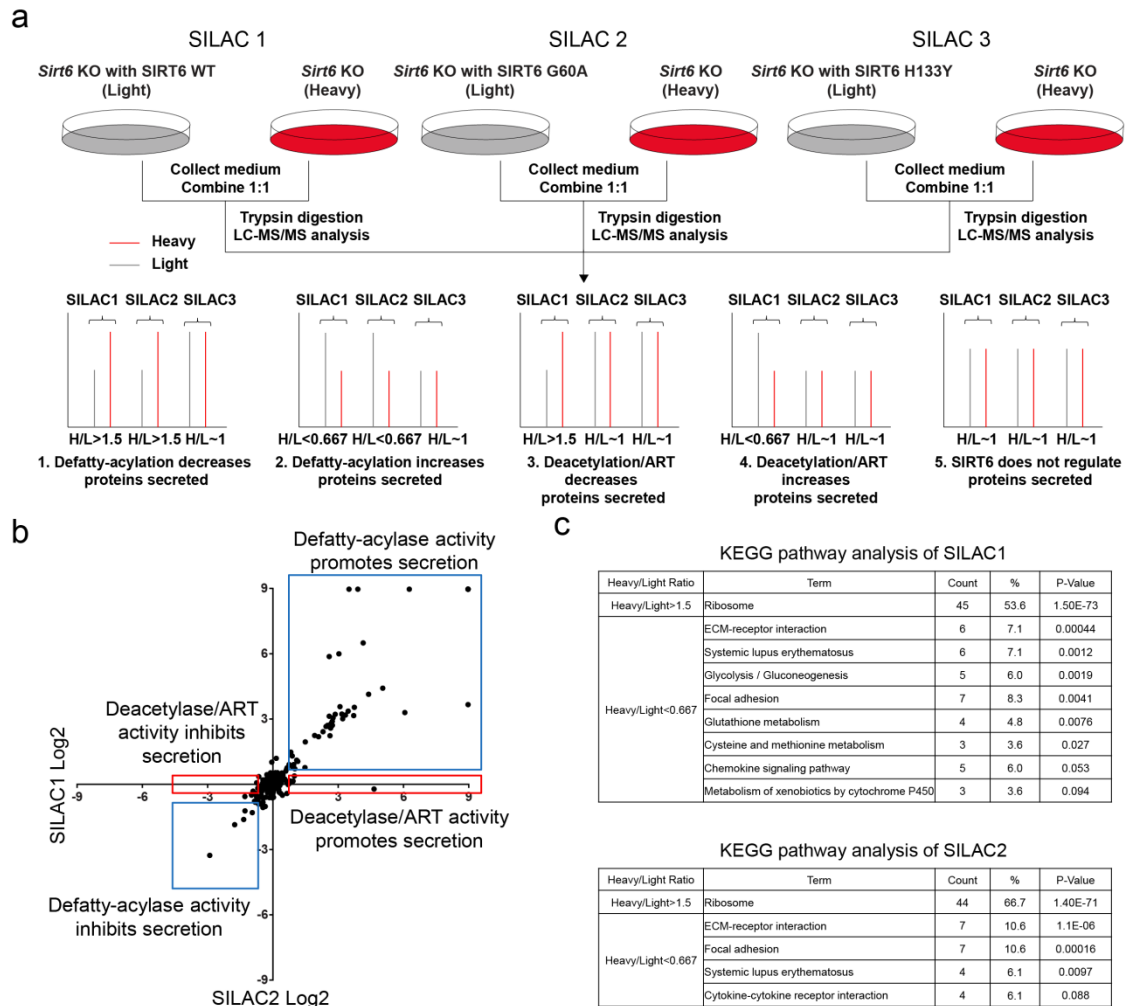 a
SILAC 1
SILAC 2
SILAC 3
Sirt6 KO with SIRT6 WT
(Light)
Sirt6 KO
(Heavy)
Sirt6 KO with SIRT6 G60A
(Light)
Sirt6 KO
(Heavy)
Sirt6 KO with SIRT6 H133Y
(Light)
Sirt6 KO
(Heavy)
Collect medium
Combine 1:1
Collect medium
Combine 1:1
Collect medium
Combine 1:1
Trypsin digestion
LC-MS/MS analysis
Trypsin digestion
LC-MS/MS analysis
Trypsin digestion
LC-MS/MS analysis
Heavy
Light
SILAC1 SILAC2 SILAC3
H/L>1.5 H/L>1.5 H/L~1
1. Defatty-acylation decreases
proteins secreted
SILAC1 SILAC2 SILAC3
H/L<0.667 H/L<0.667 H/L~1
2. Defatty-acylation increases
proteins secreted
SILAC1 SILAC2 SILAC3
H/L>1.5 H/L~1 H/L~1
3. Deacetylation/ART
decreases
proteins secreted
SILAC1 SILAC2 SILAC3
H/L<0.667 H/L~1 H/L~1
4. Deacetylation/ART
increases
proteins secreted
SILAC1 SILAC2 SILAC3
H/L~1 H/L~1 H/L~1
5. SIRT6 does not regulate
proteins secreted
b
Defatty-acylase activity
promotes secretion
Deacetylase/ART
activity inhibits
secretion
Deacetylase/ART activity
promotes secretion
Defatty-acylase activity
inhibits secretion
SILAC1 Log2
9
6
3
-3
-6
-9
-9 -6 -3 3 6 9
SILAC2 Log2
c
KEGG pathway analysis of SILAC1
Heavy/Light Ratio Term Count % P-Value
Heavy/Light>1.5 Ribosome 45 53.6 1.50E-73
Heavy/Light<0.667 ECM-receptor interaction 6 7.1 0.00044
Systemic lupus erythematosus 6 7.1 0.0012
Glycolysis / Gluconeogenesis 5 6.0 0.0019
Focal adhesion 7 8.3 0.0041
Glutathione metabolism 4 4.8 0.0076
Cysteine and methionine metabolism 3 3.6 0.027
Chemokine signaling pathway 5 6.0 0.053
Metabolism of xenobiotics by cytochrome P450 3 3.6 0.094
KEGG pathway analysis of SILAC2
Heavy/Light Ratio Term Count % P-Value
Heavy/Light>1.5 Ribosome 44 66.7 1.40E-71
Heavy/Light<0.667 ECM-receptor interaction 7 10.6 1.1E-06
Focal adhesion 7 10.6 0.00016
Systemic lupus erythematosus 4 6.1 0.0097
Cytokine-cytokine receptor interaction 4 6.1 0.088